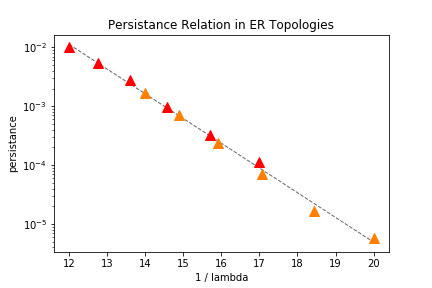 Persistance Relation in ER Topologies
10^-2
10^-3
10^-4
10^-5
persistance
12 13 14 15 16 17 18 19 20
1 / lambda